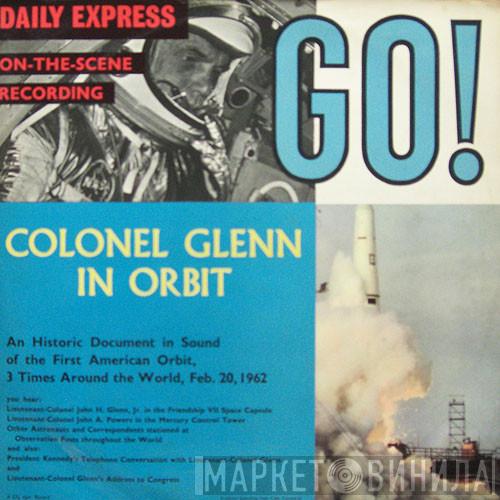 DAILY EXPRESS
ON-THE-SCENE
RECORDING
GO!
COLONEL GLENN
IN ORBIT
An Historic Document in Sound
of the First American Orbit,
3 Times Around the World, Feb. 20, 1962
you hear:
Lieutenant-Colonel John H. Glenn, Jr. in the Friendship VII Space Capsule
Lieutenant-Colonel John A. Powers in the Mercury Control Tower
Other Astronauts and Correspondents stationed at
Observation Posts throughout the World
and also:
President Kennedy's Telephone Conversation with Lieutenant-Colonel Glenn
and
Lieutenant-Colonel Glenn's Address to Congress
МАРКЕТ ВИНИЛА